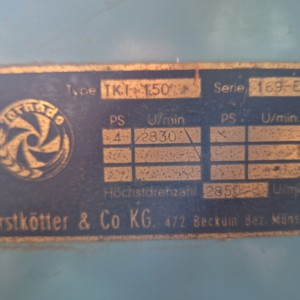 Tornado
Type TKT 150 Serie 169-E
PS U/min PS U/min
4 2830
Höchstdrehzahl 2850 U/m
rstkötter & Co KG. 472 Beckum Bez. Müns